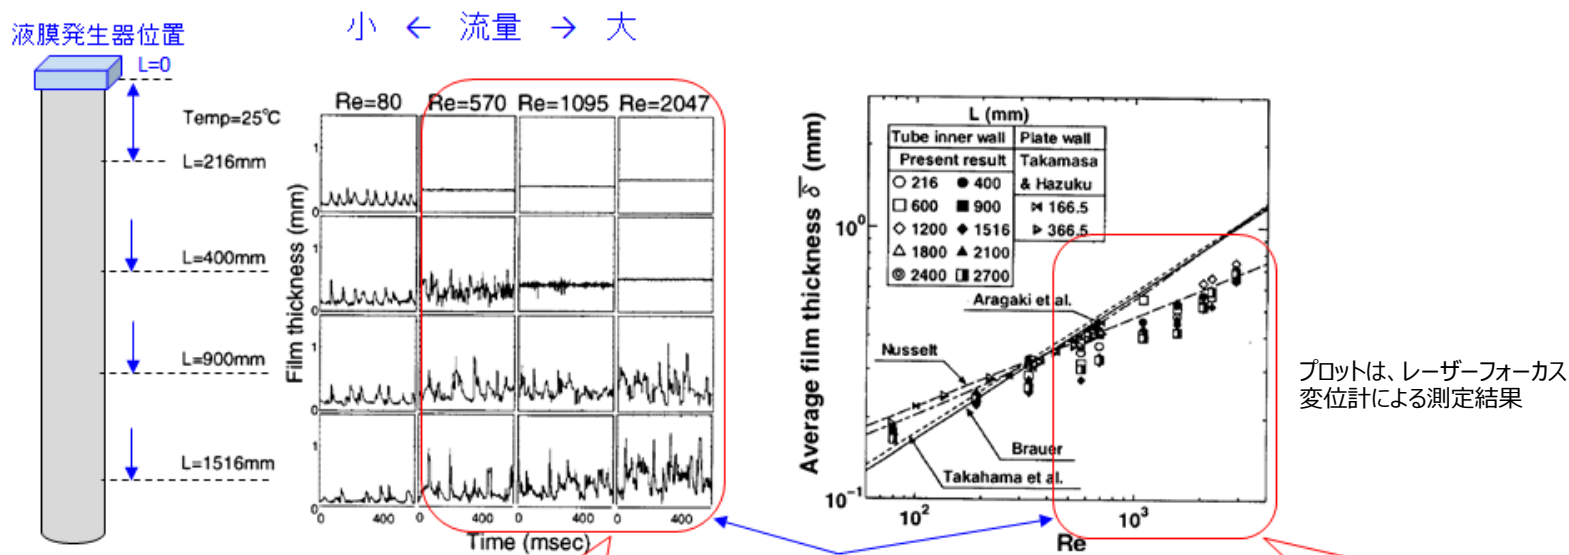 小 ← 流量 → 大
液膜発生器位置
L=0
Temp=25℃
L=216mm
L=400mm
L=900mm
L=1516mm
Re=80 Re=570 Re=1095 Re=2047
Film thickness (mm)
1
0
1
0
1
0
1
0
0 400 0 400 0 400 0 400
Time (msec)
Average film thickness δ̅ (mm)
L (mm)
Tube inner wall Plate wall
Present result Takamasa
& Hazuku
○ 216 ● 400
□ 600 ■ 900 166.5
◇ 1200 ◆ 1516 366.5
△ 1800 ▲ 2100
◎ 2400 ◨ 2700
10⁰
10⁻¹
Aragaki et al.
Nusselt
Brauer
Takahama et al.
10² 10³
Re
プロットは、レーザーフォーカス
変位計による測定結果